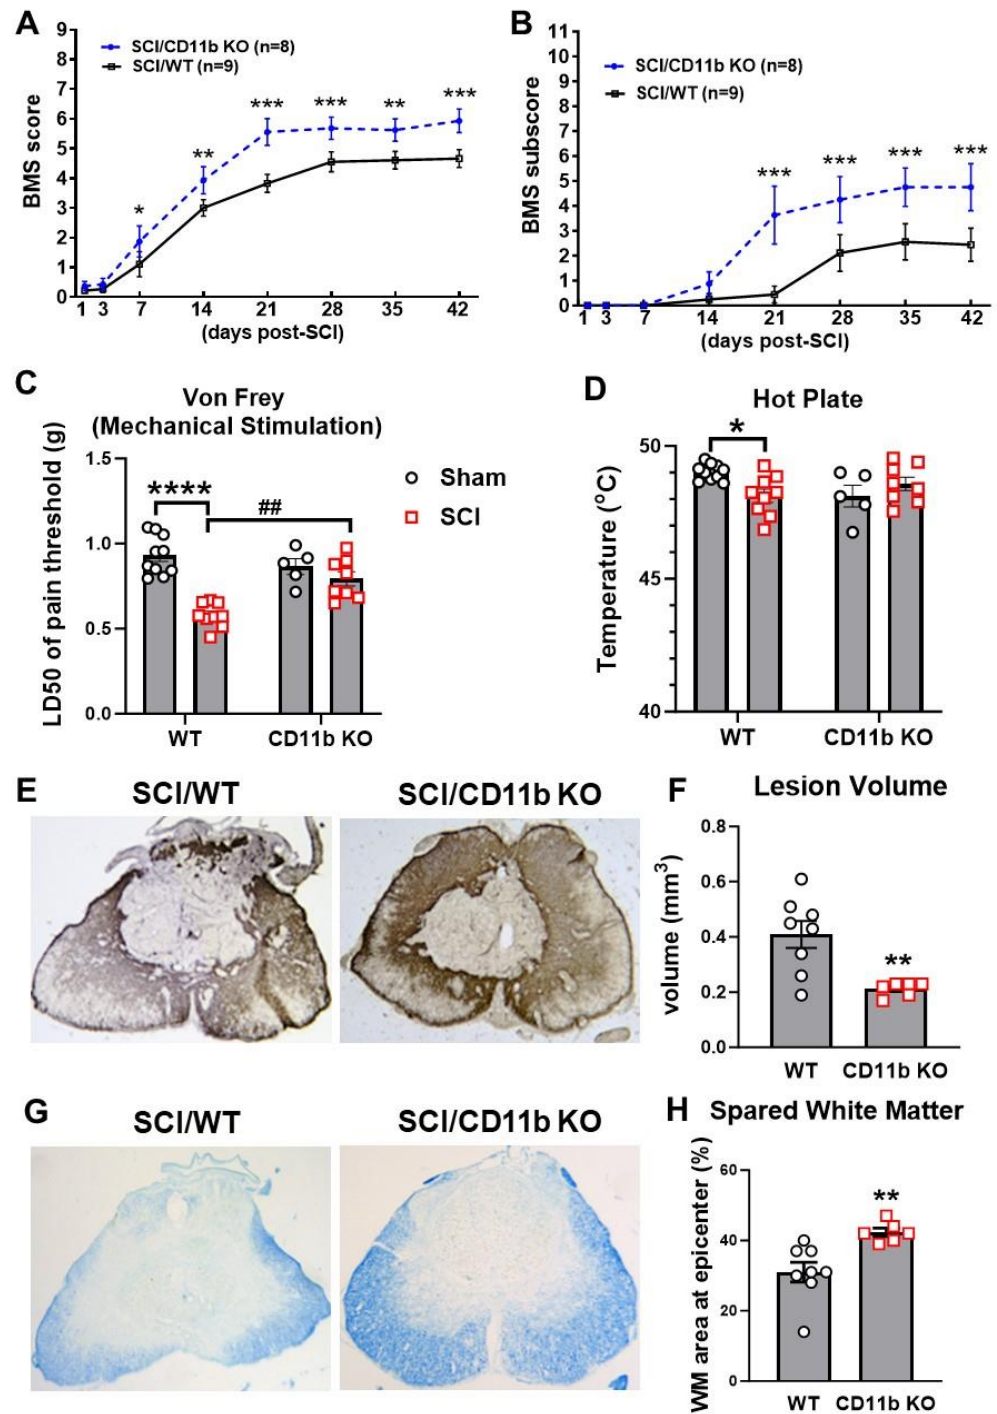 A
9
8
7
6
5
4
3
2
1
0
BMS score
SCI/CD11b KO (n=8)
SCI/WT (n=9)
* ** *** *** ** ***
1 3 7 14 21 28 35 42
(days post-SCI)
B
11
10
9
8
7
6
5
4
3
2
1
0
BMS subscore
SCI/CD11b KO (n=8)
SCI/WT (n=9)
*** *** *** ***
1 3 7 14 21 28 35 42
(days post-SCI)
C
Von Frey
(Mechanical Stimulation)
LD50 of pain threshold (g)
1.5
1.0
0.5
0.0
****
##
Sham
SCI
WT CD11b KO
D
Hot Plate
Temperature (°C)
50
45
40
*
WT CD11b KO
E
SCI/WT SCI/CD11b KO
F
Lesion Volume
volume (mm³)
0.8
0.6
0.4
0.2
0.0
**
WT CD11b KO
G
SCI/WT SCI/CD11b KO
H
Spared White Matter
WM area at epicenter (%)
60
40
20
0
**
WT CD11b KO